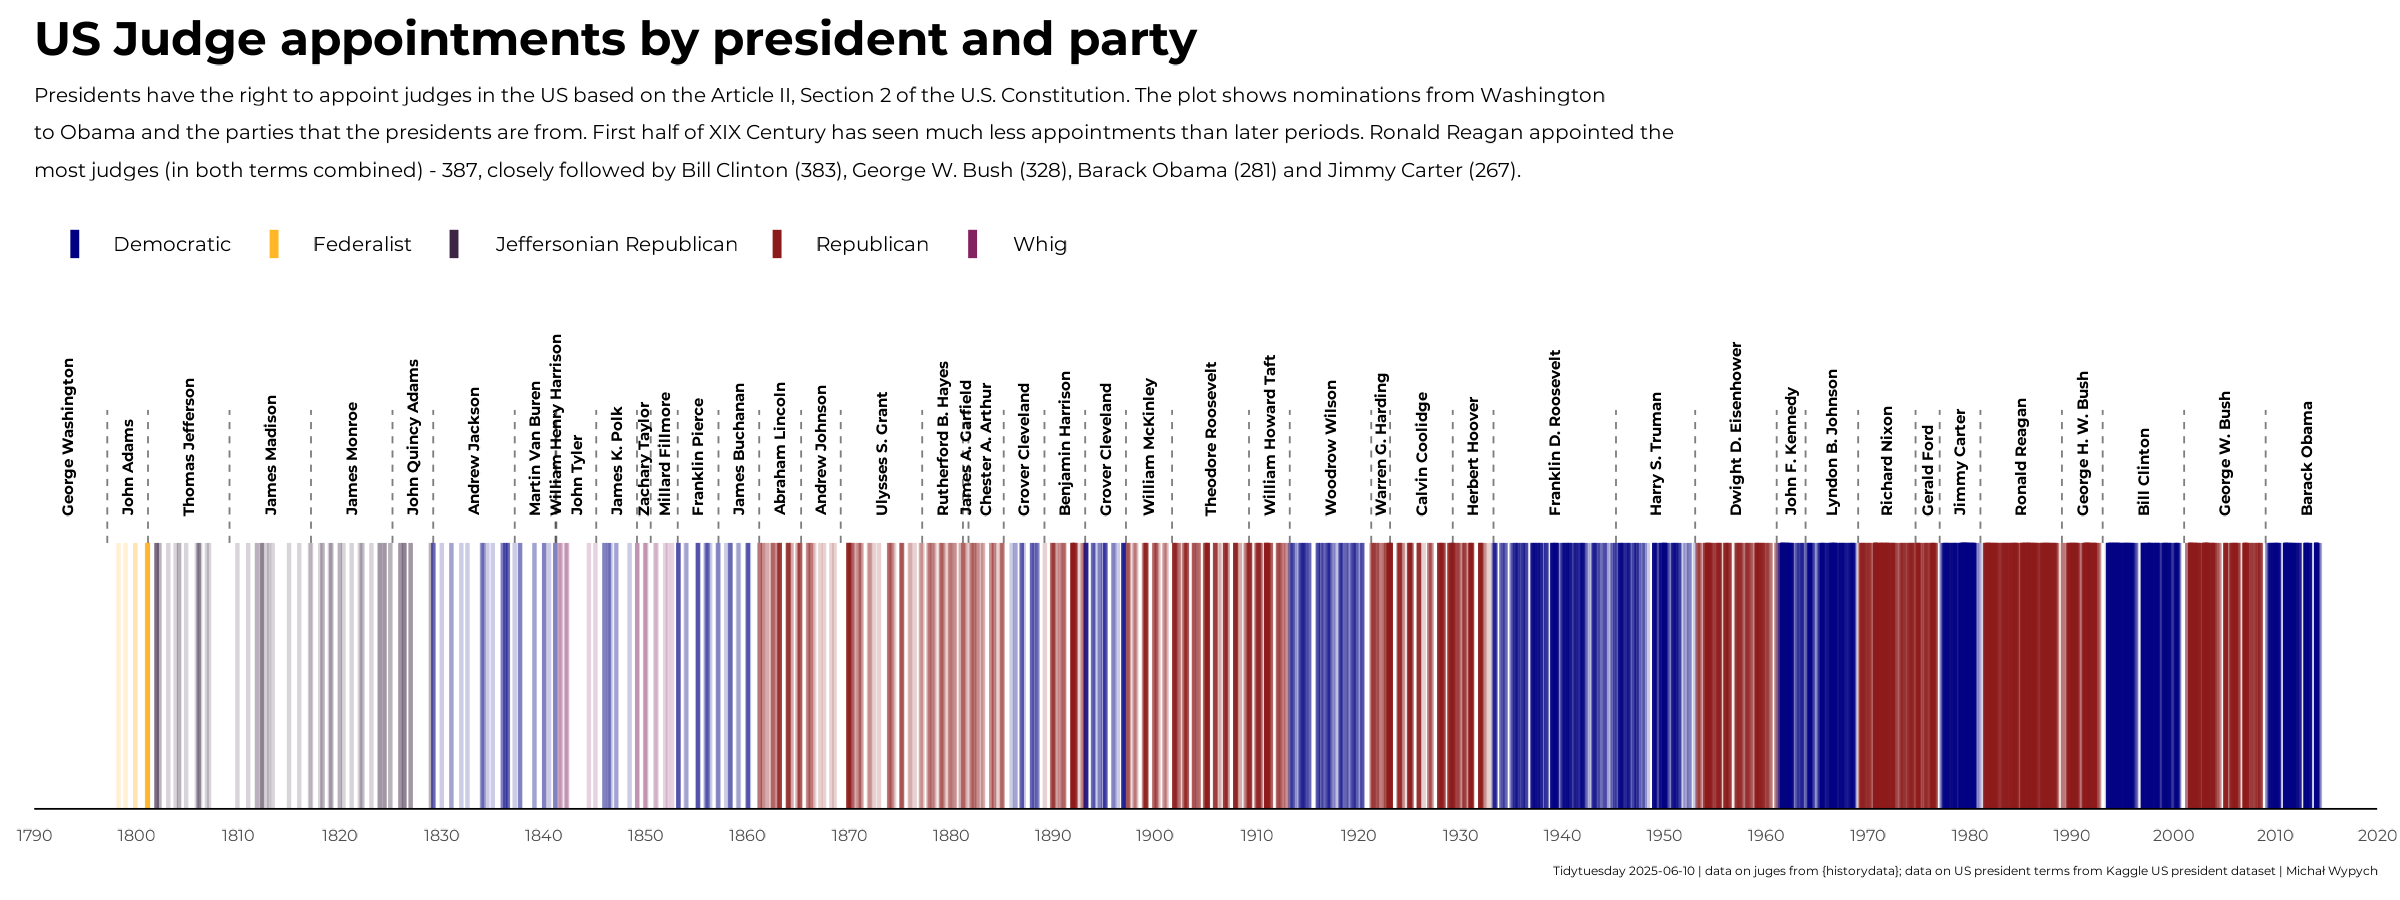 US Judge appointments by president and party
Presidents have the right to appoint judges in the US based on the Article II, Section 2 of the U.S. Constitution. The plot shows nominations from Washington
to Obama and the parties that the presidents are from. First half of XIX Century has seen much less appointments than later periods. Ronald Reagan appointed the
most judges (in both terms combined) - 387, closely followed by Bill Clinton (383), George W. Bush (328), Barack Obama (281) and Jimmy Carter (267).
Democratic
Federalist
Jeffersonian Republican
Republican
Whig
George Washington
John Adams
Thomas Jefferson
James Madison
James Monroe
John Quincy Adams
Andrew Jackson
Martin Van Buren
William Henry Harrison
John Tyler
James K. Polk
Zachary Taylor
Millard Fillmore
Franklin Pierce
James Buchanan
Abraham Lincoln
Andrew Johnson
Ulysses S. Grant
Rutherford B. Hayes
James A. Garfield
Chester A. Arthur
Grover Cleveland
Benjamin Harrison
Grover Cleveland
William McKinley
Theodore Roosevelt
William Howard Taft
Woodrow Wilson
Warren G. Harding
Calvin Coolidge
Herbert Hoover
Franklin D. Roosevelt
Harry S. Truman
Dwight D. Eisenhower
John F. Kennedy
Lyndon B. Johnson
Richard Nixon
Gerald Ford
Jimmy Carter
Ronald Reagan
George H. W. Bush
Bill Clinton
George W. Bush
Barack Obama
1790 1800 1810 1820 1830 1840 1850 1860 1870 1880 1890 1900 1910 1920 1930 1940 1950 1960 1970 1980 1990 2000 2010 2020
Tidytuesday 2025-06-10 | data on juges from {historydata}; data on US president terms from Kaggle US president dataset | Michał Wypych